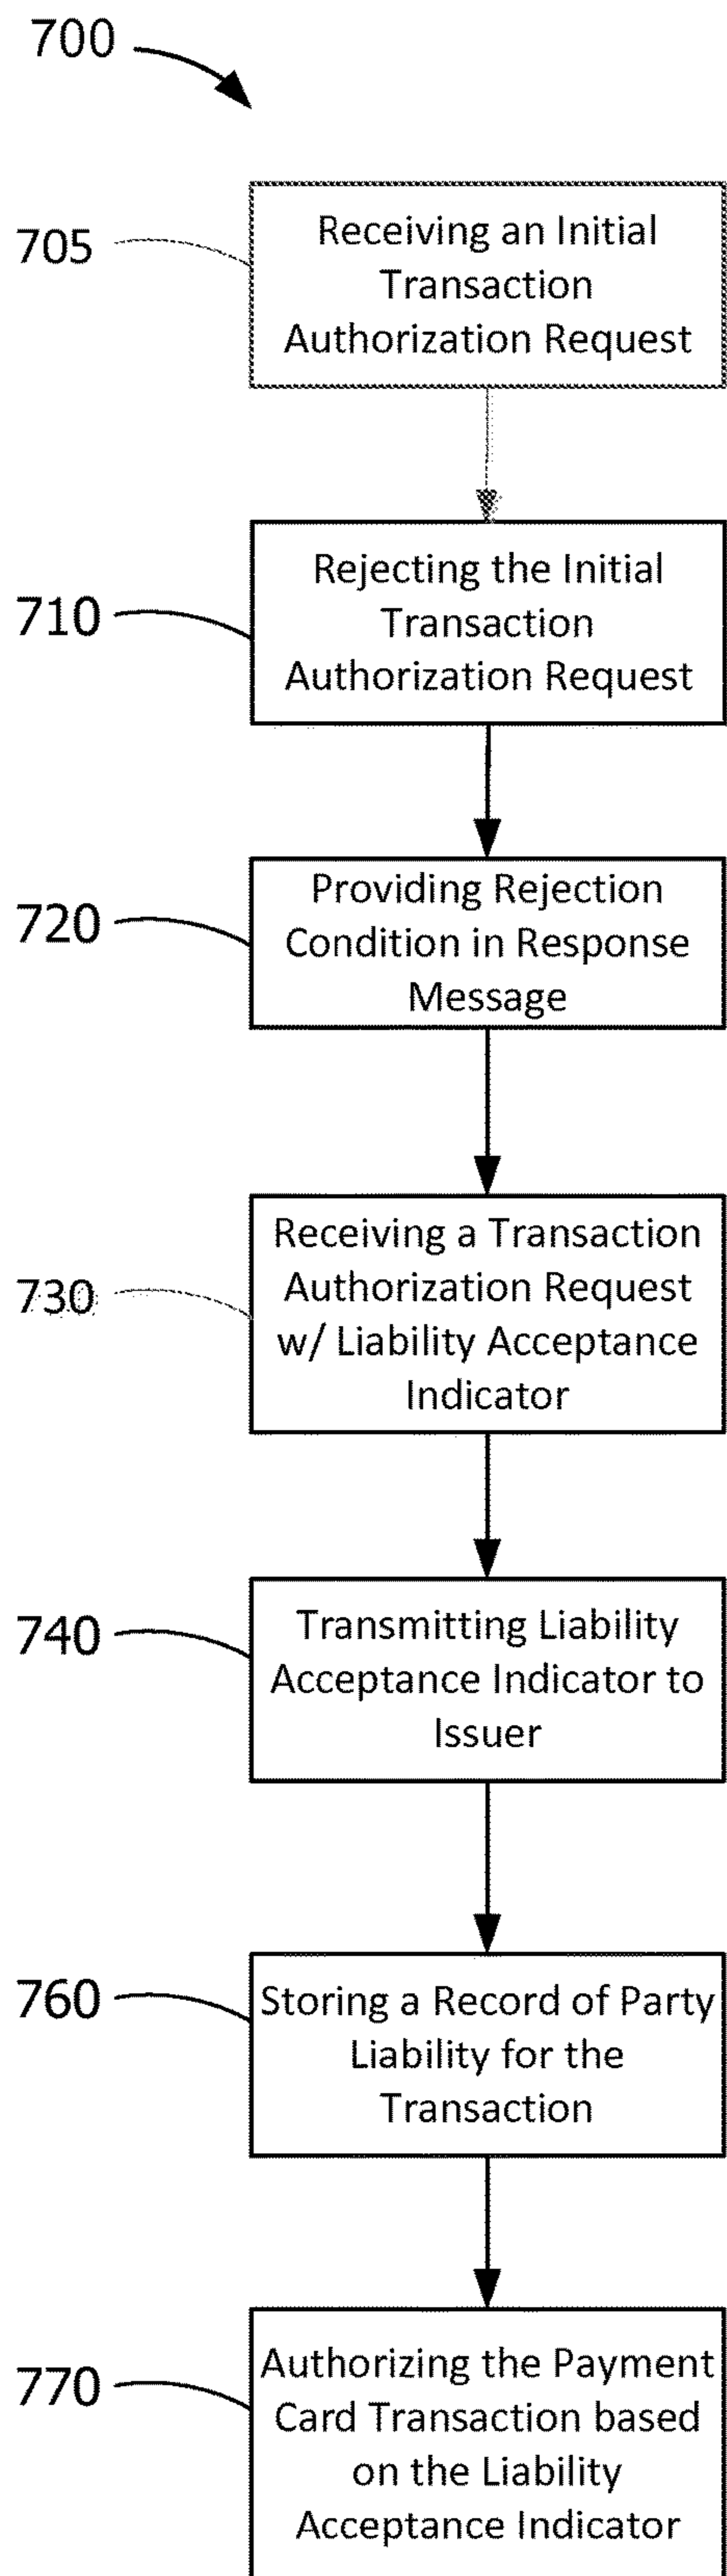 700
705
Receiving an Initial
Transaction
Authorization Request
710
Rejecting the Initial
Transaction
Authorization Request
720
Providing Rejection
Condition in Response
Message
730
Receiving a Transaction
Authorization Request
w/ Liability Acceptance
Indicator
740
Transmitting Liability
Acceptance Indicator to
Issuer
760
Storing a Record of Party
Liability for the
Transaction
770
Authorizing the Payment
Card Transaction based
on the Liability
Acceptance Indicator